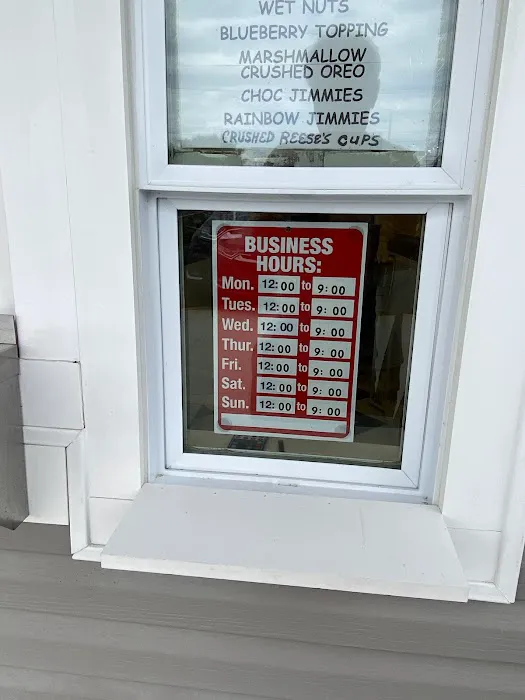 WET NUTS
BLUEBERRY TOPPING
MARSHMALLOW
CRUSHED OREO
CHOC JIMMIES
RAINBOW JIMMIES
CRUSHED REESE'S CUPS
BUSINESS
HOURS:
Mon. 12:00 to 9:00
Tues. 12:00 to 9:00
Wed. 12:00 to 9:00
Thur. 12:00 to 9:00
Fri. 12:00 to 9:00
Sat. 12:00 to 9:00
Sun. 12:00 to 9:00